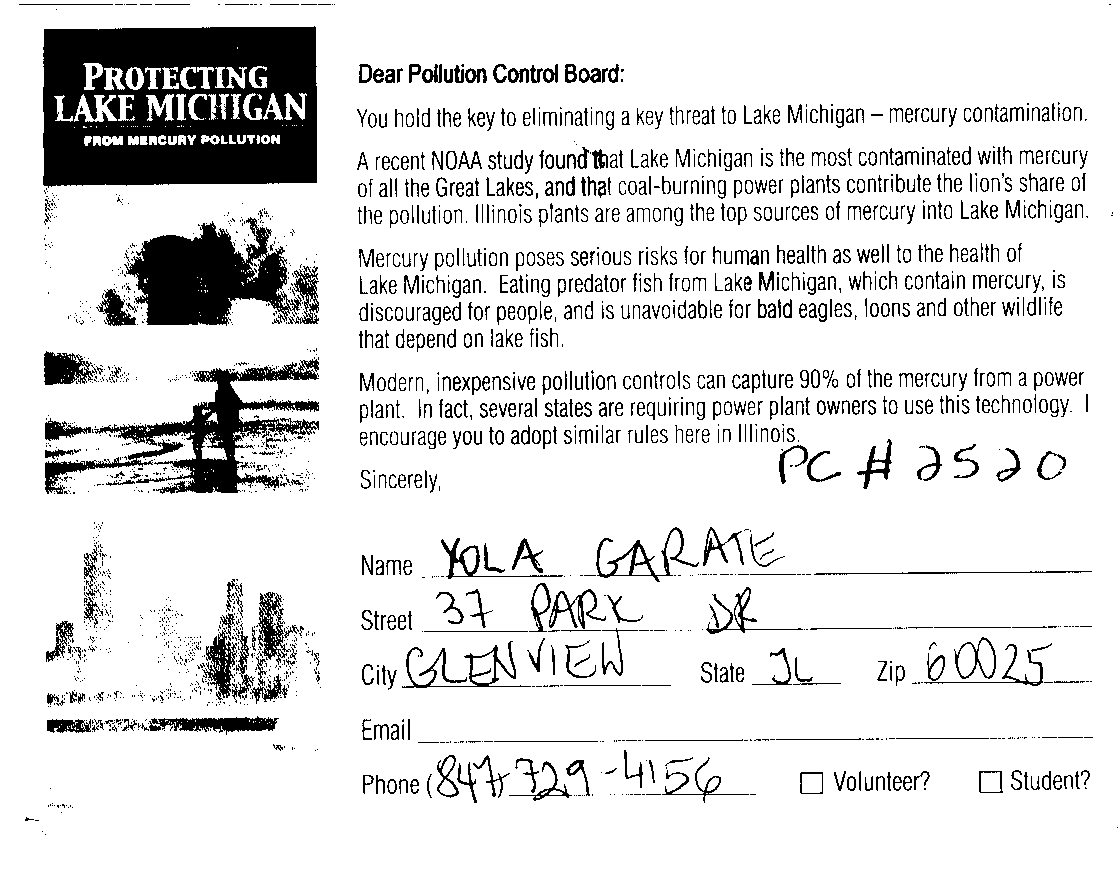 PROTECTING
LAKE MICHIGAN
FROM MERCURY POLLUTION
Dear Pollution Control Board:
You hold the key to eliminating a key threat to Lake Michigan – mercury contamination.
A recent NOAA study found that Lake Michigan is the most contaminated with mercury
of all the Great Lakes, and that coal-burning power plants contribute the lion's share of
the pollution. Illinois plants are among the top sources of mercury into Lake Michigan.
Mercury pollution poses serious risks for human health as well to the health of
Lake Michigan. Eating predator fish from Lake Michigan, which contain mercury, is
discouraged for people, and is unavoidable for bald eagles, loons and other wildlife
that depend on lake fish.
Modern, inexpensive pollution controls can capture 90% of the mercury from a power
plant. In fact, several states are requiring power plant owners to use this technology. I
encourage you to adopt similar rules here in Illinois.
PC # 2520
Sincerely,
Name YOLA GARATE
Street 37 PARK DR
City GLENVIEW State IL Zip 60025
Email
Phone (847) 729-4156 Volunteer? Student?